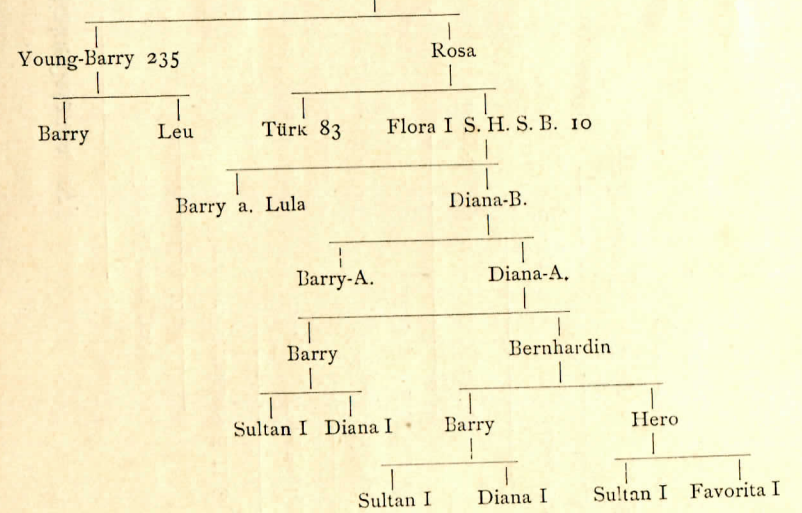 Young-Barry 235 Rosa
Barry Leu Türk 83 Flora I S. H. S. B. 10
Barry a. Lula Diana-B.
Barry-A. Diana-A.
Barry Bernhardin
Sultan I Diana I Barry Hero
Sultan I Diana I Sultan I Favorita I